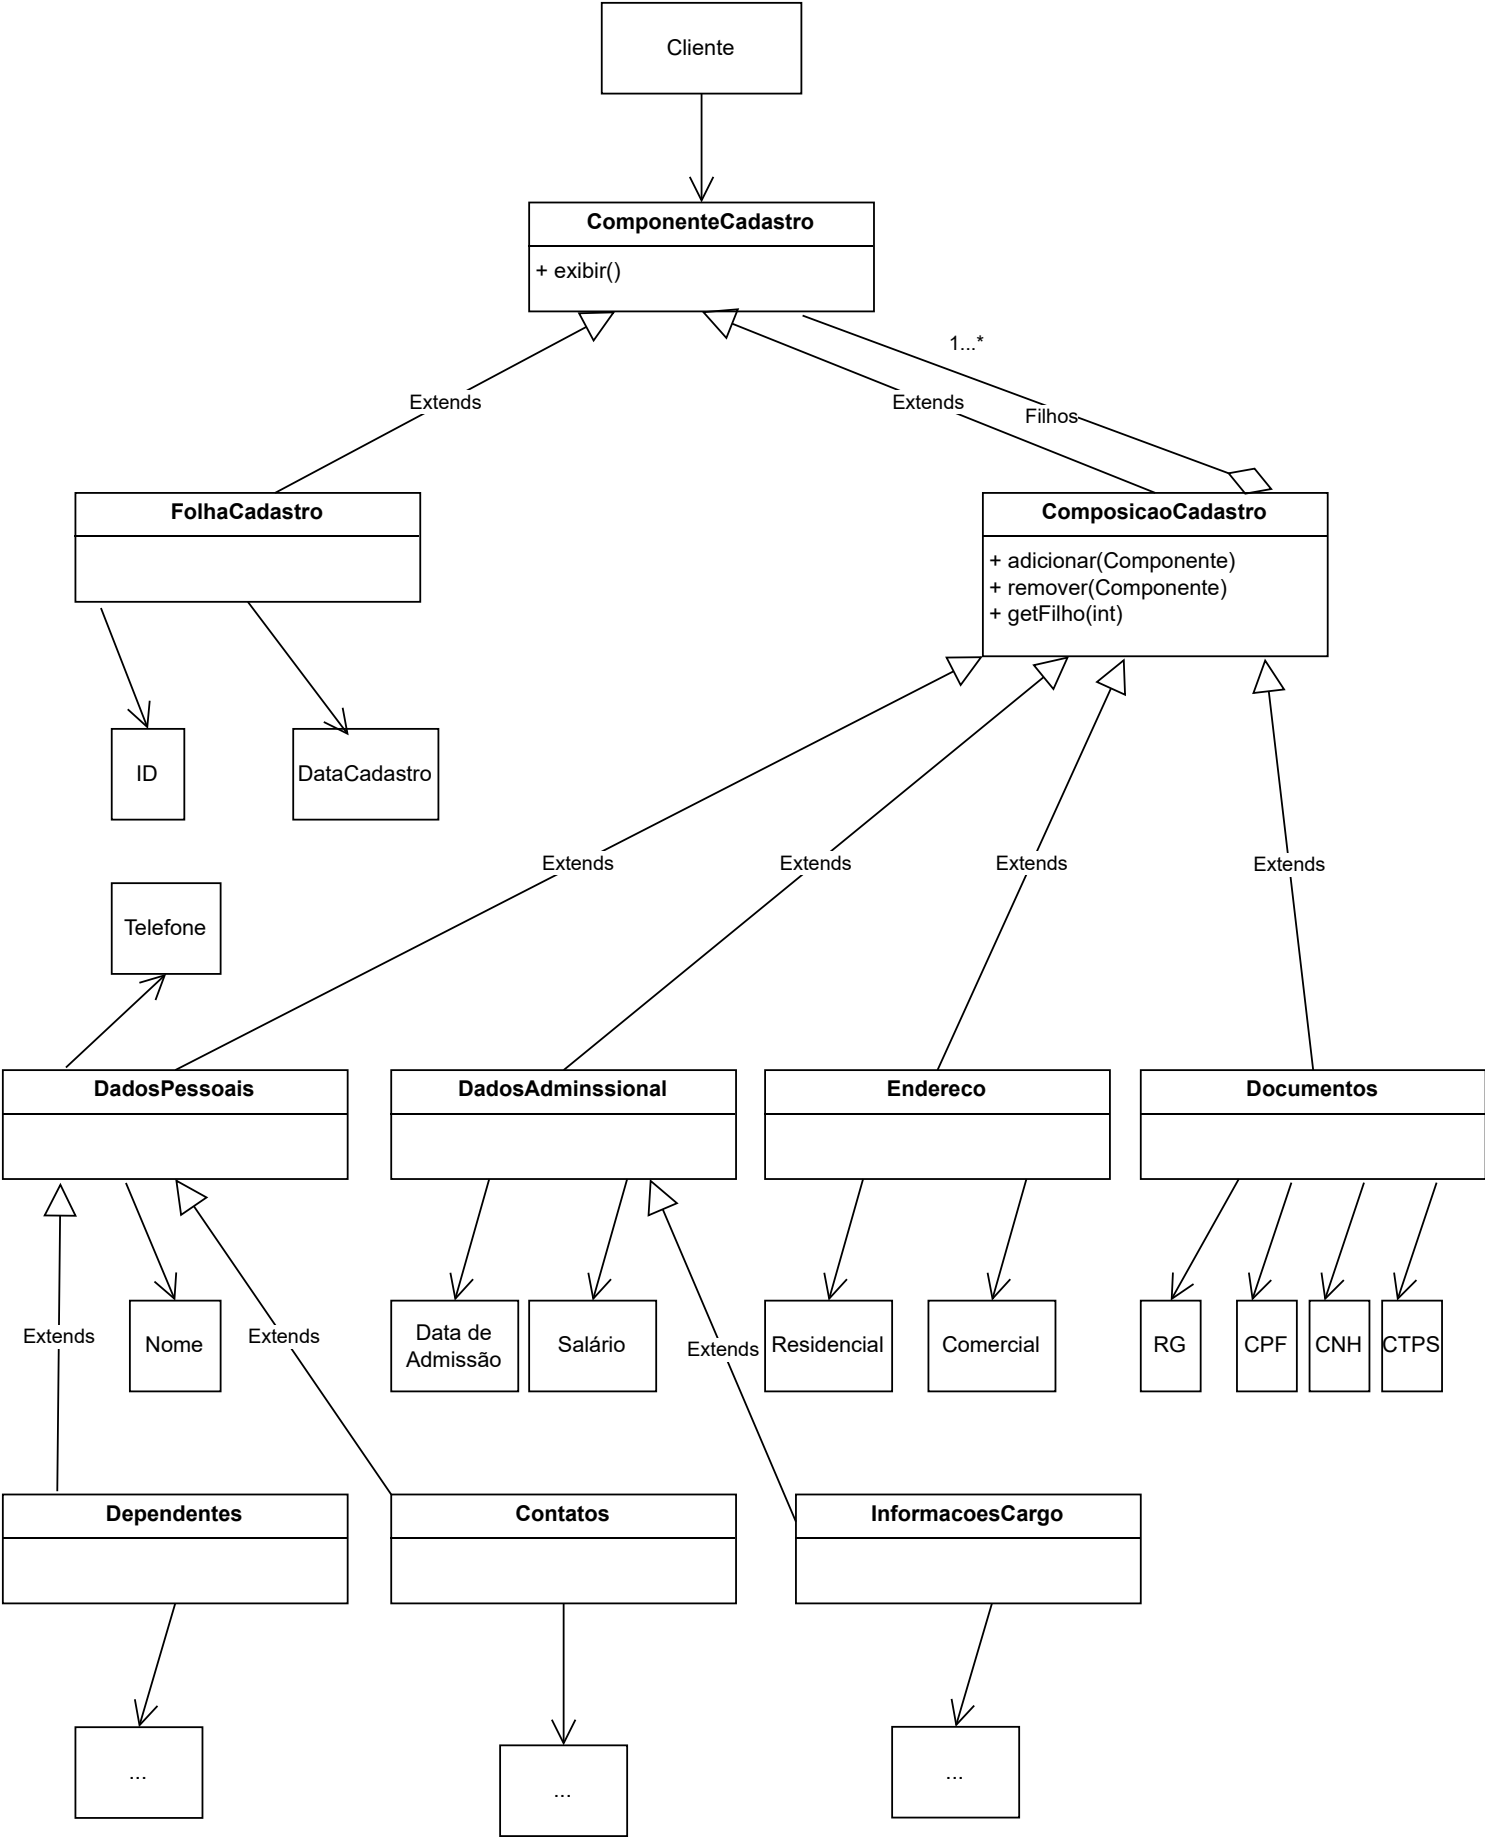 Cliente
ComponenteCadastro
+ exibir()
1...*
Extends
Extends
Filhos
FolhaCadastro
ComposicaoCadastro
+ adicionar(Componente)
+ remover(Componente)
+ getFilho(int)
ID
DataCadastro
Extends
Extends
Extends
Extends
Telefone
DadosPessoais
DadosAdminssional
Endereco
Documentos
Extends
Nome
Extends
Data de
Admissão
Salário
Extends
Residencial
Comercial
RG
CPF
CNH
CTPS
Dependentes
Contatos
InformacoesCargo
...
...
...